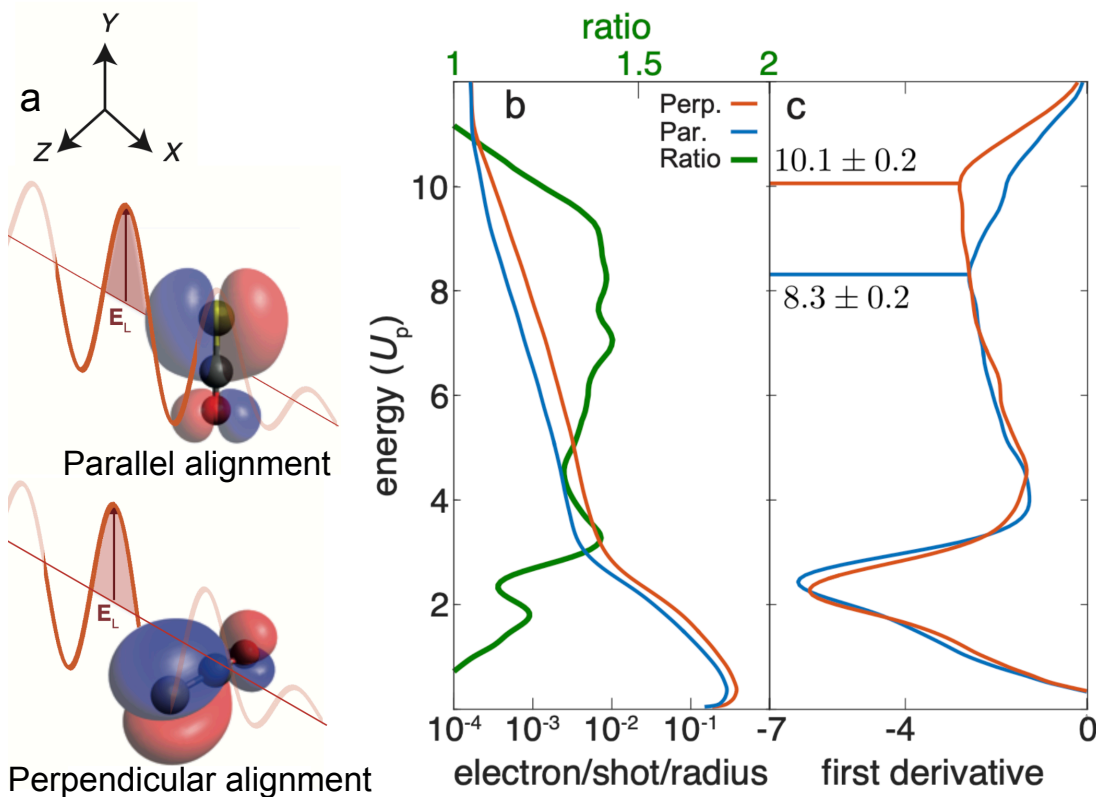 Y
a
Z
X
E_L
Parallel alignment
E_L
Perpendicular alignment
ratio
1
1.5
2
b
Perp.
Par.
Ratio
c
10.1 ± 0.2
8.3 ± 0.2
energy (U_p)
10
8
6
4
2
10⁻⁴
10⁻³
10⁻²
10⁻¹
-7
-4
0
electron/shot/radius
first derivative